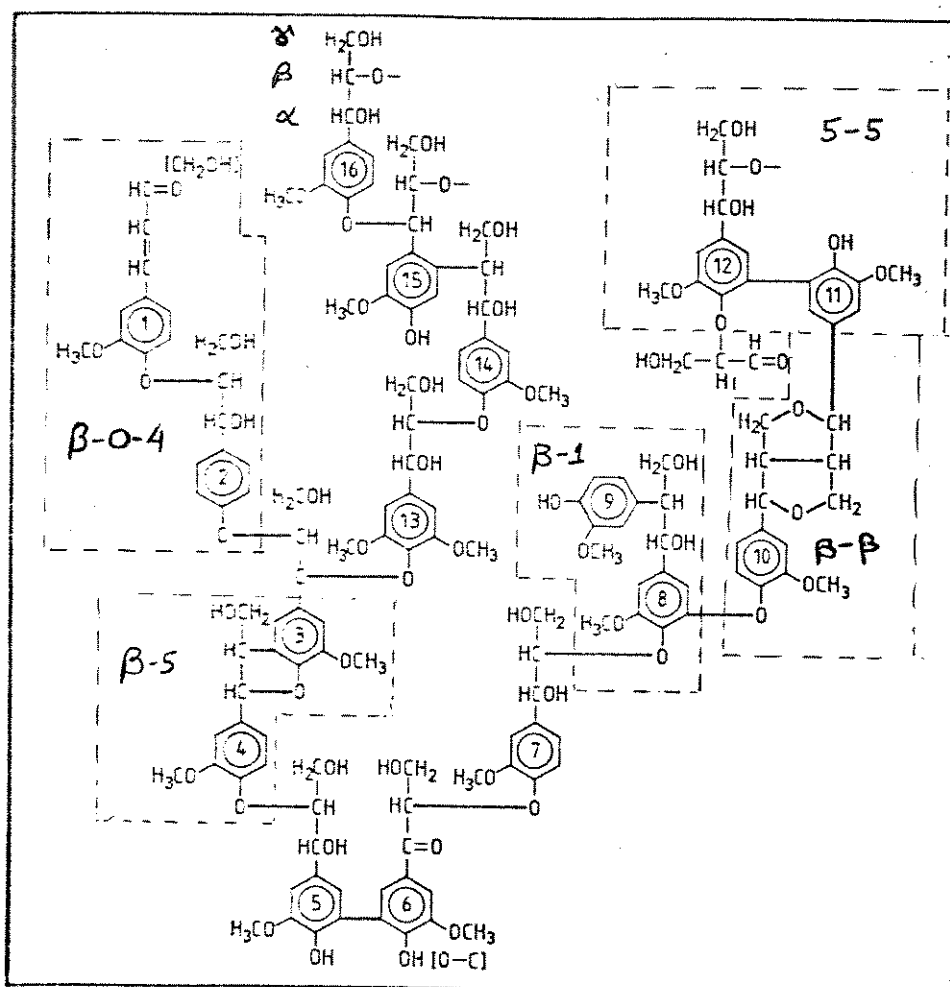 γ H₂COH
β HC–O–
α HCOH
5-5
[CH₂OH]
HC=O
HC
HC
H₃CO
1
O
H₂COH
CH
HCOH
β-O-4
2
16
H₃CO
O
H₂COH
HC–O–
CH
15
H₃CO
OH
H₂COH
CH
HCOH
14
OCH₃
O
H₂COH
HC
HCOH
13
H₃CO
OCH₃
O
H₂COH
HC–O–
HCOH
12
H₃CO
O
HOH₂C–C–C=O
H
H
OH
11
OCH₃
O
H₂C
CH
HC
CH
HC
O
CH₂
β-β
10
OCH₃
O
β-1
H₂COH
9
CH
HO
OCH₃
HCOH
8
H₃CO
O
H₂COH
C
CH
C
O
β-5
HOH₂C
3
HC
OCH₃
HC
O
4
H₃CO
O
HOH₂C
HC
HCOH
7
H₃CO
O
H₂COH
CH
HCOH
HOH₂C
HC
C=O
5
6
H₃CO
OCH₃
OH
OH [O–C]